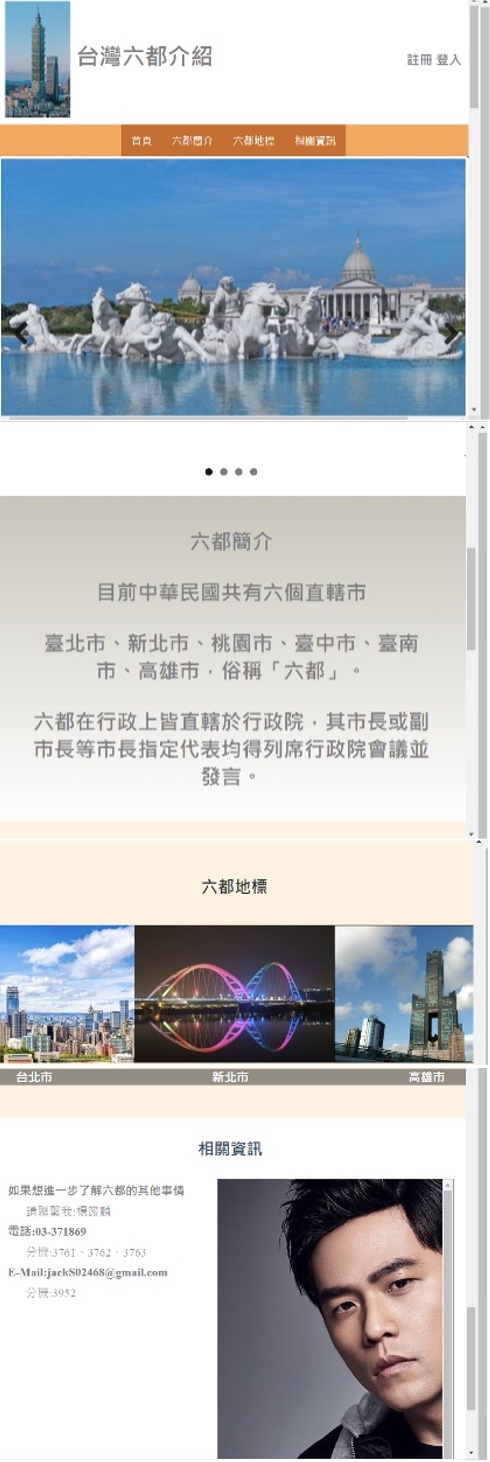 台灣六都介紹
註冊 登入
首頁 六都簡介 六都地標 相關資訊
六都簡介
目前中華民國共有六個直轄市
臺北市、新北市、桃園市、臺中市、臺南
市、高雄市，俗稱「六都」。
六都在行政上皆直轄於行政院，其市長或副
市長等市長指定代表均得列席行政院會議並
發言。
六都地標
台北市 新北市 高雄市
相關資訊
如果想進一步了解六都的其他事情
請聯繫我:楊
電話:03-371869
分機:3761、3762、3763
E-Mail:jackS02468@gmail.com
分機:3952